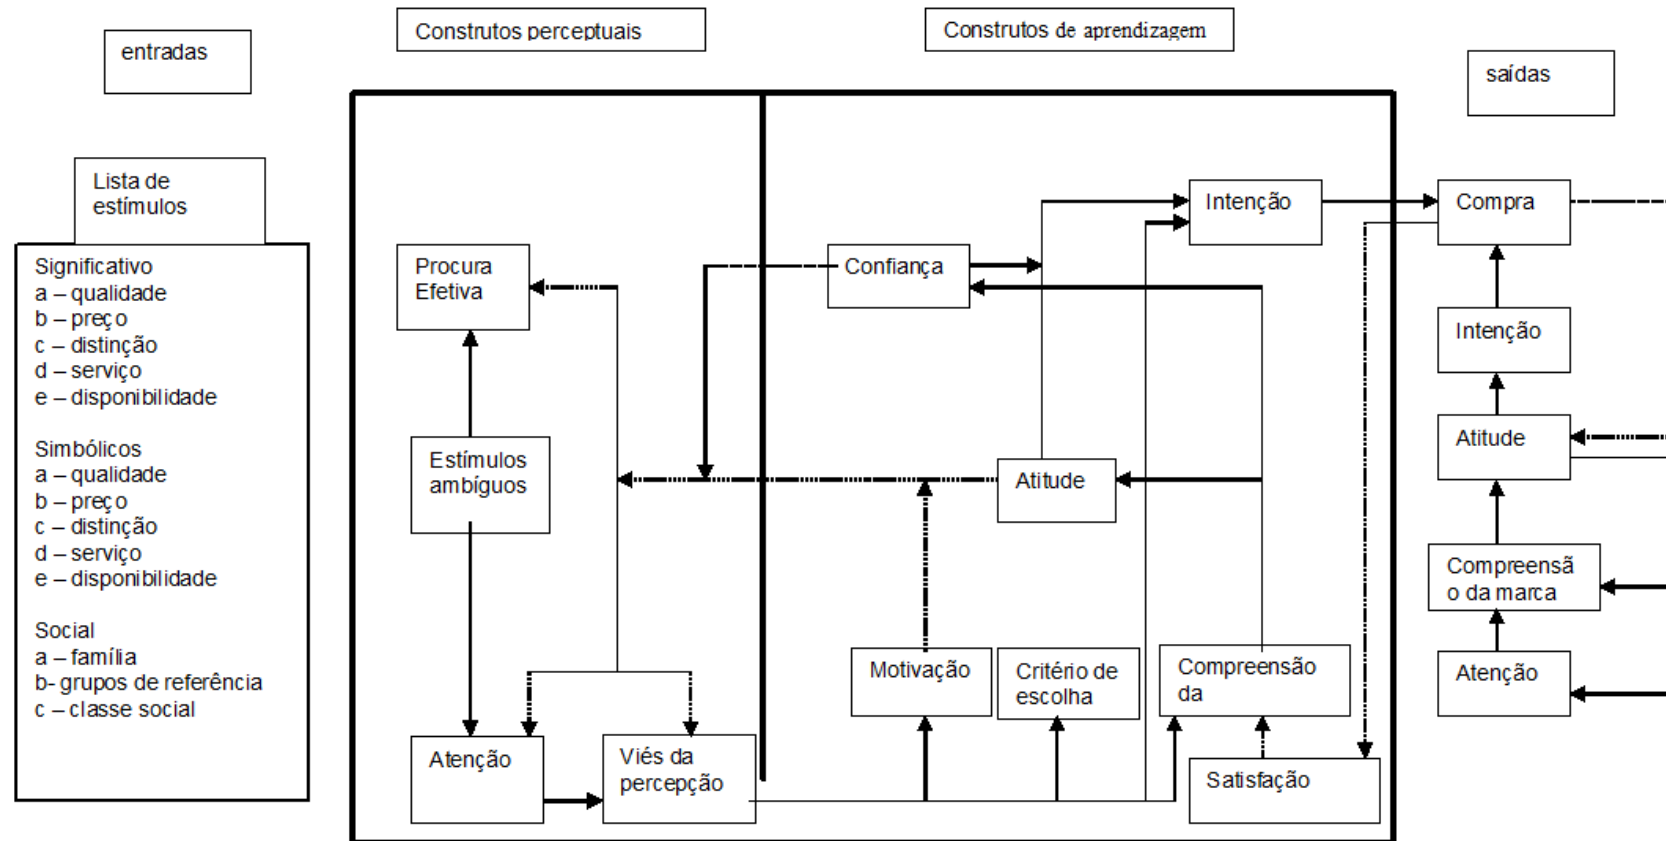 entradas
Construtos perceptuais
Construtos de aprendizagem
saídas
Lista de
estímulos
Significativo
a – qualidade
b – preço
c – distinção
d – serviço
e – disponibilidade
Simbólicos
a – qualidade
b – preço
c – distinção
d – serviço
e – disponibilidade
Social
a – família
b- grupos de referência
c – classe social
Procura
Efetiva
Estímulos
ambíguos
Atenção
Viés da
percepção
Confiança
Intenção
Atitude
Motivação
Critério de
escolha
Compreensão
da
Satisfação
Compra
Intenção
Atitude
Compreensã
o da marca
Atenção